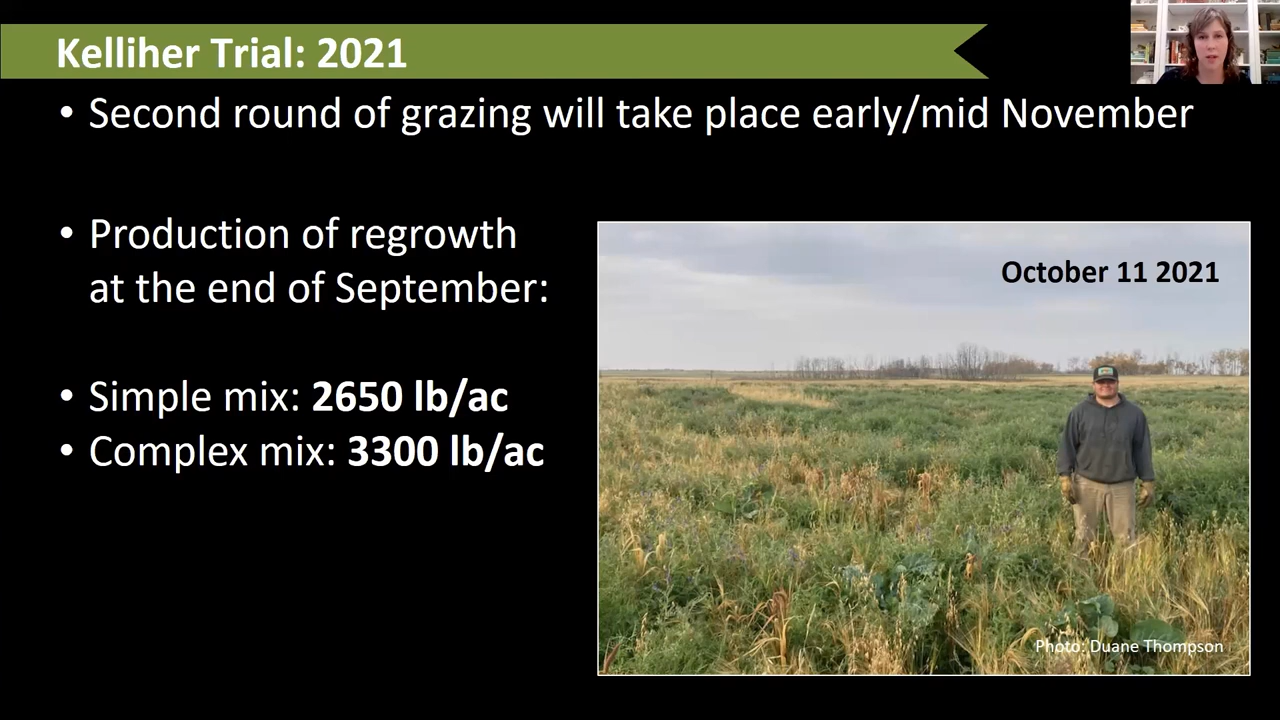 Kelliher Trial: 2021
• Second round of grazing will take place early/mid November
• Production of regrowth
at the end of September:
• Simple mix: 2650 lb/ac
• Complex mix: 3300 lb/ac
October 11 2021
Photo: Duane Thompson